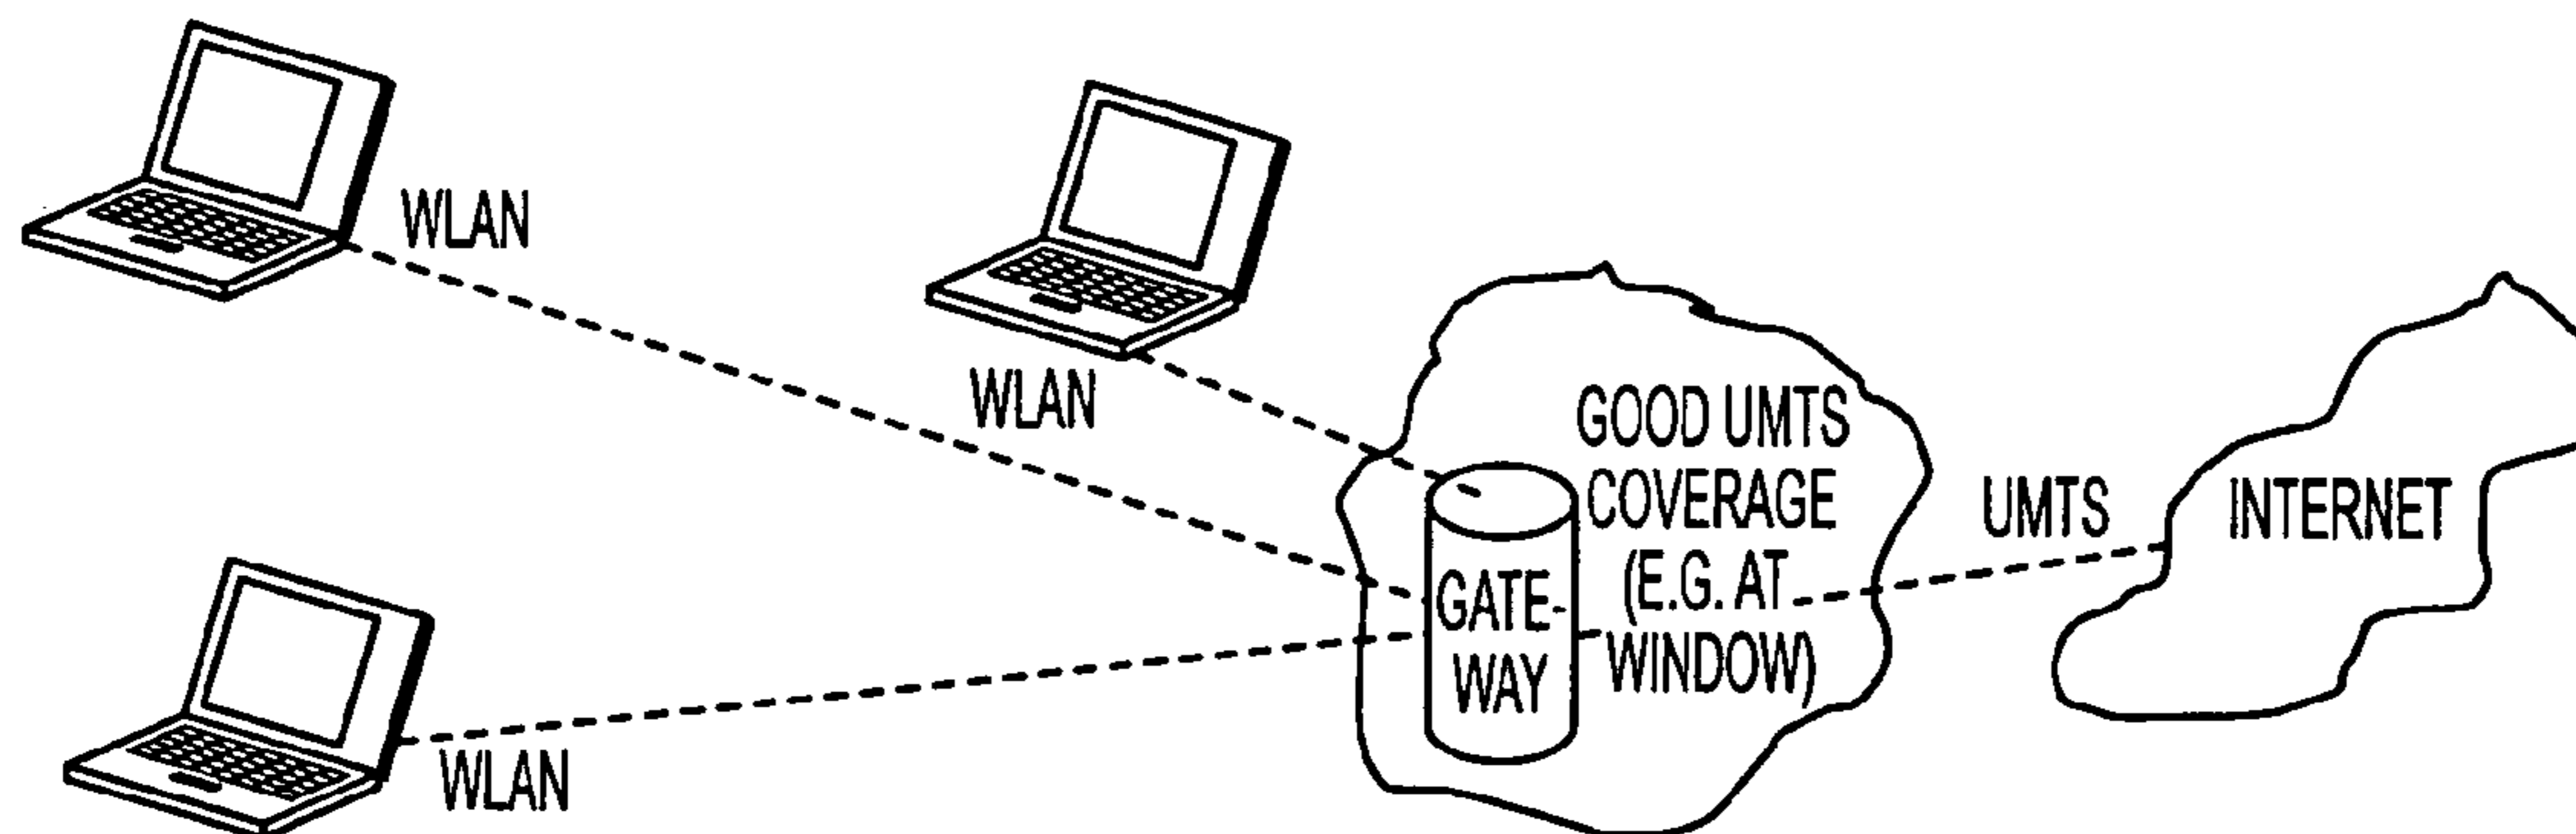 WLAN
WLAN
WLAN
GOOD UMTS
COVERAGE
(E.G. AT
WINDOW)
GATE-
WAY
UMTS
INTERNET